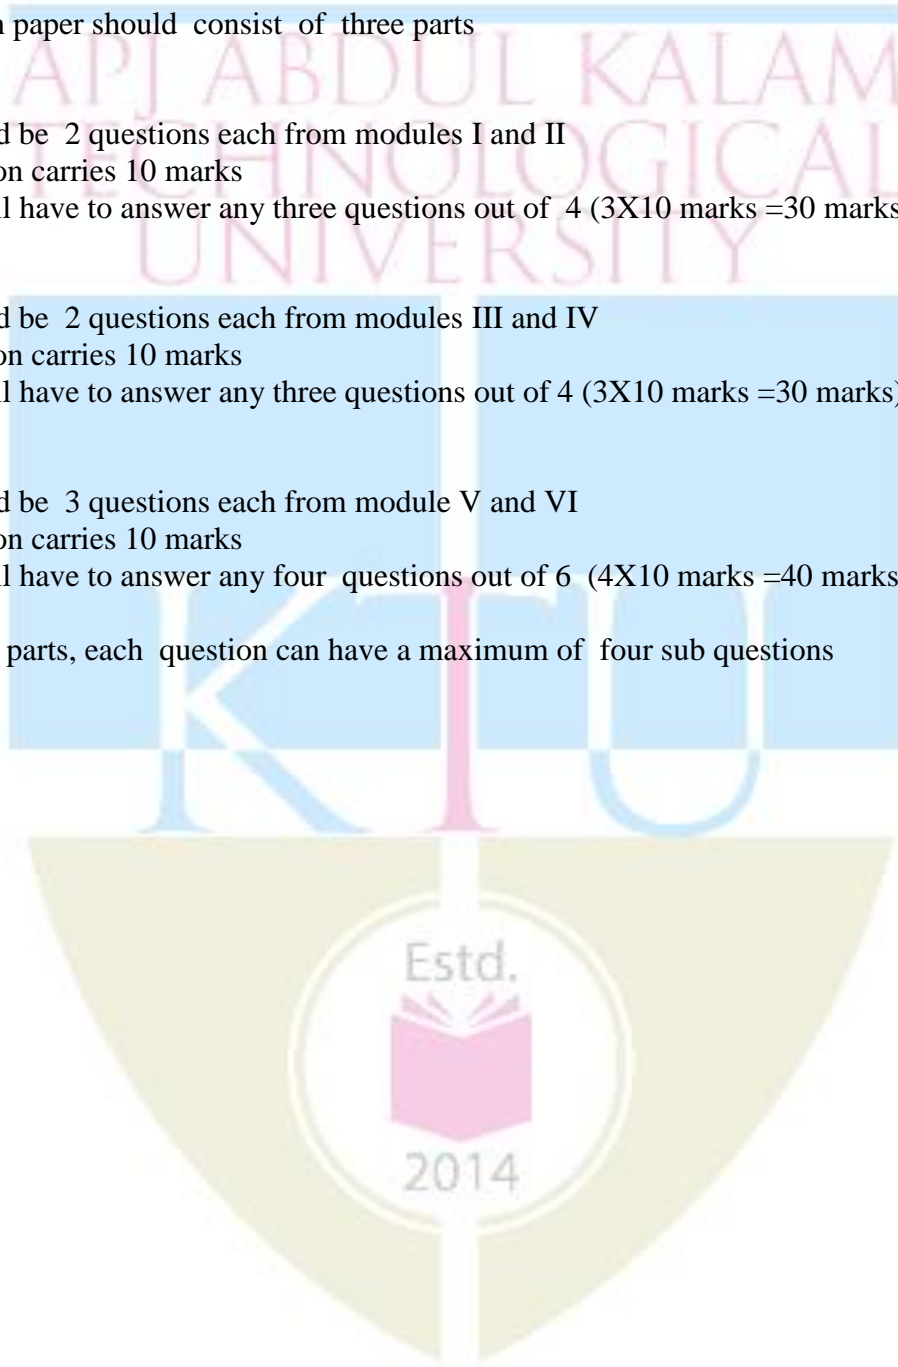 n paper should consist of three parts
APJ ABDUL KALAM
TECHNOLOGICAL
UNIVERSITY
d be 2 questions each from modules I and II
on carries 10 marks
ll have to answer any three questions out of 4 (3X10 marks =30 marks
d be 2 questions each from modules III and IV
on carries 10 marks
ll have to answer any three questions out of 4 (3X10 marks =30 marks)
d be 3 questions each from module V and VI
on carries 10 marks
ll have to answer any four questions out of 6 (4X10 marks =40 marks
parts, each question can have a maximum of four sub questions
KTU
Estd.
2014